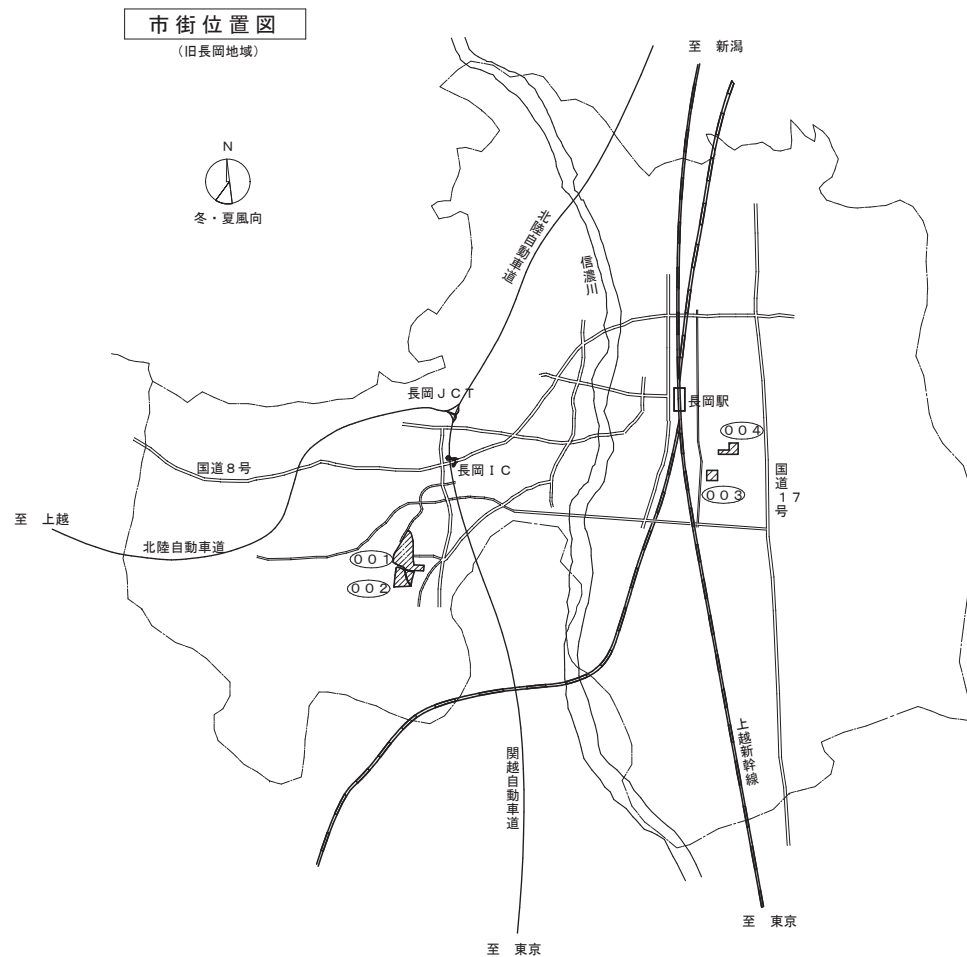 市街位置図
(旧長岡地域)
至　新潟
N
冬・夏風向
北陸自動車道
信濃川
長岡ＪＣＴ
長岡駅
００４
国道８号
長岡ＩＣ
００３
国道１７号
至　上越
北陸自動車道
００１
００２
上越新幹線
関越自動車道
至　東京
至　東京